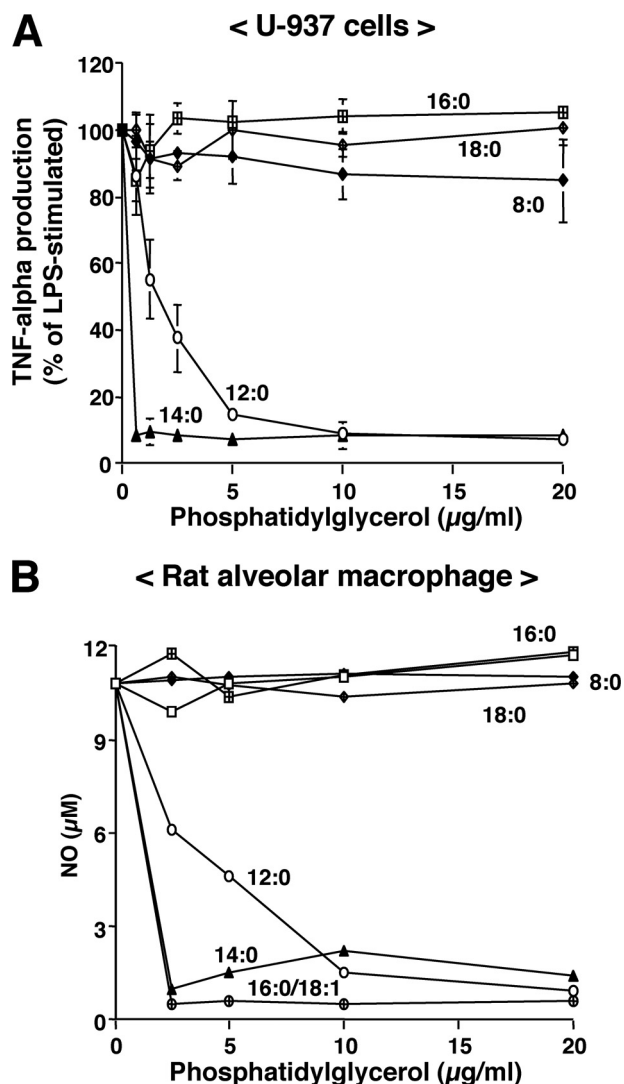 A
< U-937 cells >
TNF-alpha production
(% of LPS-stimulated)
120
100
80
60
40
20
0
16:0
18:0
8:0
12:0
14:0
0 5 10 15 20
Phosphatidylglycerol (µg/ml)
B
< Rat alveolar macrophage >
NO (µM)
12
9
6
3
0
16:0
8:0
18:0
12:0
14:0
16:0/18:1
0 5 10 15 20
Phosphatidylglycerol (µg/ml)